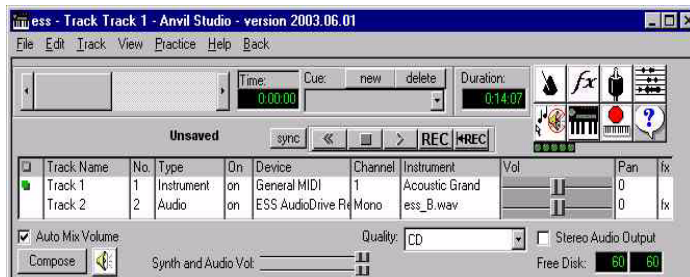 ess - Track Track 1 - Anvil Studio - version 2003.06.01
File Edit Track View Practice Help Back
Time: Cue: new delete Duration:
0:00:00 0:14:07
fx
Unsaved sync REC REC
Track Name No. Type On Device Channel Instrument Vol Pan fx
Track 1 1 Instrument on General MIDI 1 Acoustic Grand 0
Track 2 2 Audio on ESS AudioDrive Re Mono ess_B.wav 0 fx
Auto Mix Volume Quality: CD Stereo Audio Output
Compose Synth and Audio Vol: Free Disk: 60 60